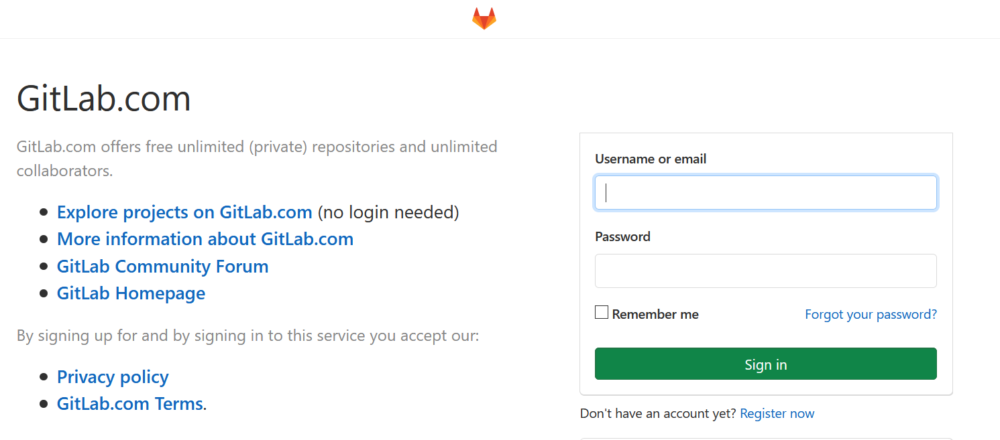 GitLab.com
GitLab.com offers free unlimited (private) repositories and unlimited
collaborators.
Explore projects on GitLab.com (no login needed)
More information about GitLab.com
GitLab Community Forum
GitLab Homepage
By signing up for and by signing in to this service you accept our:
Privacy policy
GitLab.com Terms.
Username or email
Password
Remember me
Forgot your password?
Sign in
Don't have an account yet? Register now